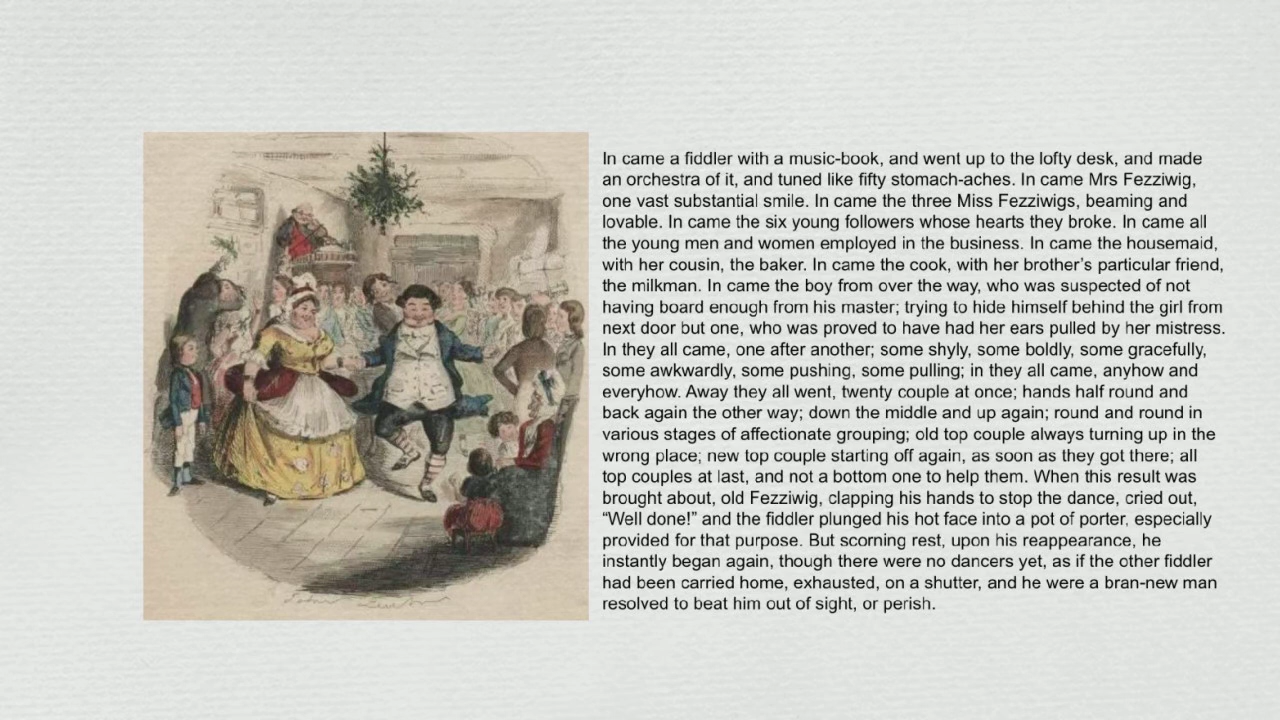 In came a fiddler with a music-book, and went up to the lofty desk, and made
an orchestra of it, and tuned like fifty stomach-aches. In came Mrs Fezziwig,
one vast substantial smile. In came the three Miss Fezziwigs, beaming and
lovable. In came the six young followers whose hearts they broke. In came all
the young men and women employed in the business. In came the housemaid,
with her cousin, the baker. In came the cook, with her brother’s particular friend,
the milkman. In came the boy from over the way, who was suspected of not
having board enough from his master; trying to hide himself behind the girl from
next door but one, who was proved to have had her ears pulled by her mistress.
In they all came, one after another; some shyly, some boldly, some gracefully,
some awkwardly, some pushing, some pulling; in they all came, anyhow and
everyhow. Away they all went, twenty couple at once; hands half round and
back again the other way; down the middle and up again; round and round in
various stages of affectionate grouping; old top couple always turning up in the
wrong place; new top couple starting off again, as soon as they got there; all
top couples at last, and not a bottom one to help them. When this result was
brought about, old Fezziwig, clapping his hands to stop the dance, cried out,
“Well done!” and the fiddler plunged his hot face into a pot of porter, especially
provided for that purpose. But scorning rest, upon his reappearance, he
instantly began again, though there were no dancers yet, as if the other fiddler
had been carried home, exhausted, on a shutter, and he were a bran-new man
resolved to beat him out of sight, or perish.